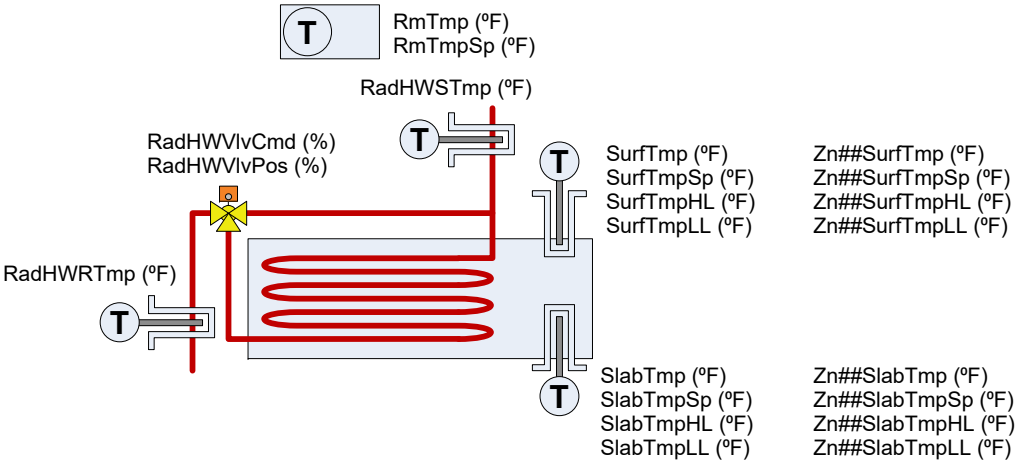 T
RmTmp (ºF)
RmTmpSp (ºF)
RadHWSTmp (ºF)
T
RadHWVlvCmd (%)
RadHWVlvPos (%)
T
SurfTmp (ºF)
SurfTmpSp (ºF)
SurfTmpHL (ºF)
SurfTmpLL (ºF)
Zn##SurfTmp (ºF)
Zn##SurfTmpSp (ºF)
Zn##SurfTmpHL (ºF)
Zn##SurfTmpLL (ºF)
RadHWRTmp (ºF)
T
T
SlabTmp (ºF)
SlabTmpSp (ºF)
SlabTmpHL (ºF)
SlabTmpLL (ºF)
Zn##SlabTmp (ºF)
Zn##SlabTmpSp (ºF)
Zn##SlabTmpHL (ºF)
Zn##SlabTmpLL (ºF)